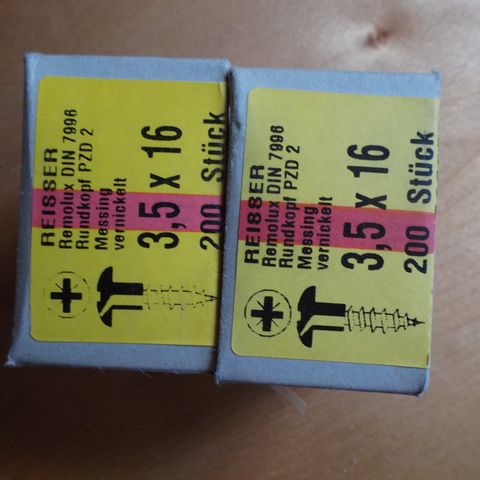 REISSER
Remolux DIN 7996
Rundkopf PZD 2
Messing
vernickelt
3,5 x 16
200 Stück
REISSER
Remolux DIN 7996
Rundkopf PZD 2
Messing
vernickelt
3,5 x 16
200 Stück